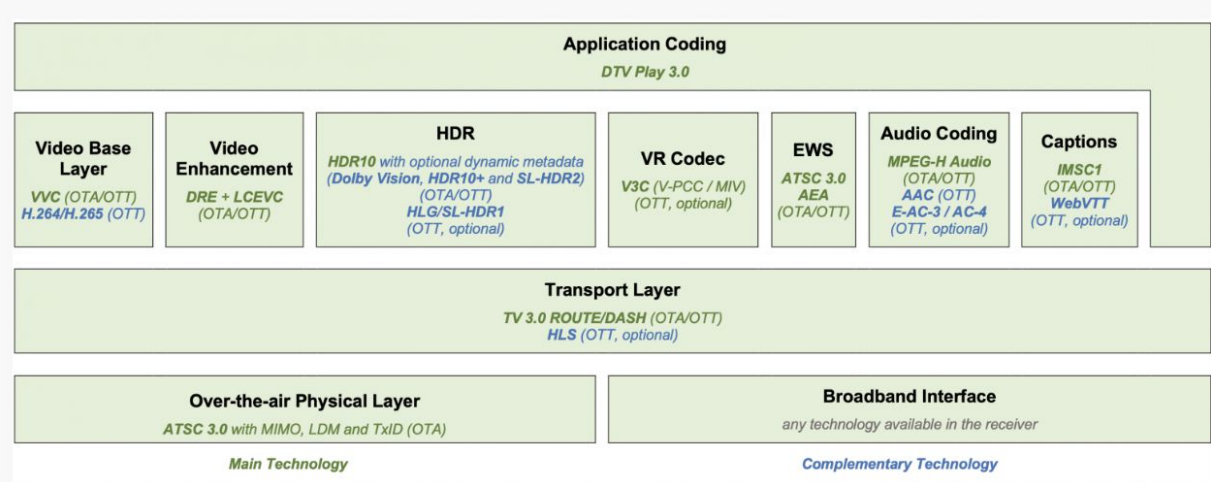 Application Coding
DTV Play 3.0
Video Base
Layer
VVC (OTA/OTT)
H.264/H.265 (OTT)
Video
Enhancement
DRE + LCEVC
(OTA/OTT)
HDR
HDR10 with optional dynamic metadata
(Dolby Vision, HDR10+ and SL-HDR2)
(OTA/OTT)
HLG/SL-HDR1
(OTT, optional)
VR Codec
V3C (V-PCC / MIV)
(OTT, optional)
EWS
ATSC 3.0
AEA
(OTA/OTT)
Audio Coding
MPEG-H Audio
(OTA/OTT)
AAC (OTT)
E-AC-3 / AC-4
(OTT, optional)
Captions
IMSC1
(OTA/OTT)
WebVTT
(OTT, optional)
Transport Layer
TV 3.0 ROUTE/DASH (OTA/OTT)
HLS (OTT, optional)
Over-the-air Physical Layer
ATSC 3.0 with MIMO, LDM and TxID (OTA)
Broadband Interface
any technology available in the receiver
Main Technology
Complementary Technology